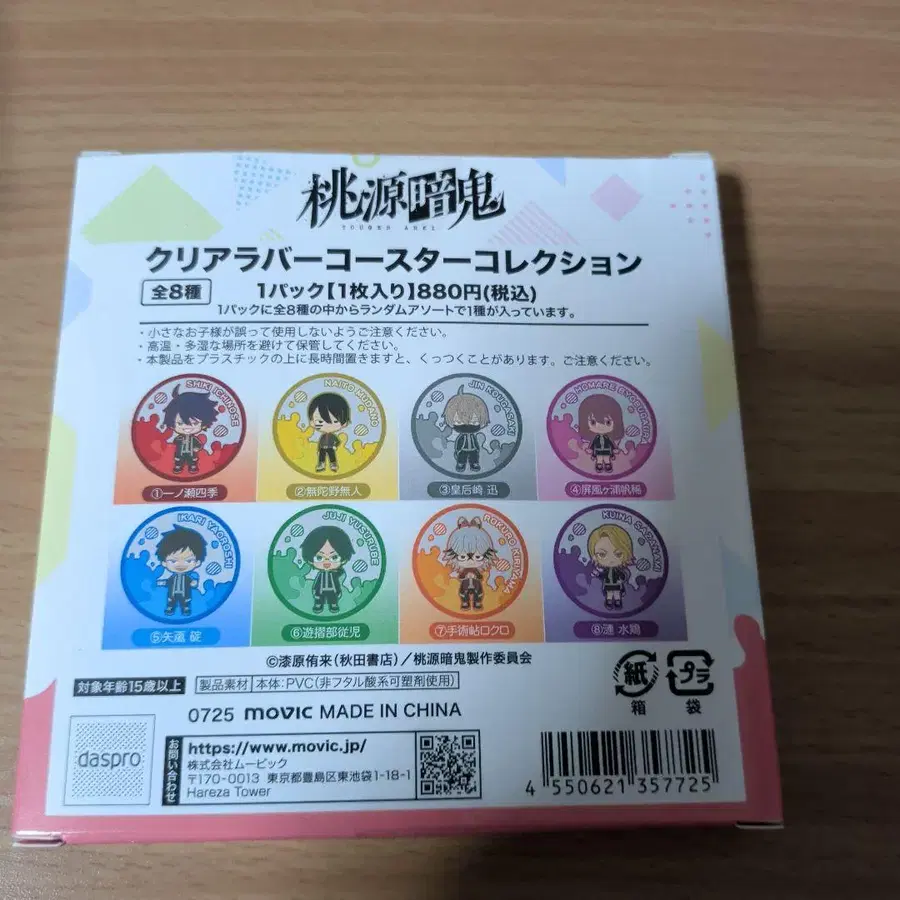 桃源暗鬼
TOUGEN ANKI
クリアラバーコースターコレクション
全8種 1パック【1枚入り】880円(税込)
1パックに全8種の中からランダムアソートで1種が入っています。
・小さなお子様が誤って使用しないようご注意ください。
・高温・多湿な場所を避けて保管してください。
・本製品をプラスチックの上に長時間置きますと、くっつくことがあります。ご注意ください。
SHIKI ICHINOSE NAITO MUDANO JIN KOUGASAKI HOMARE BYOBUGAURA
①一ノ瀬四季 ②無陀野無人 ③皇后崎 迅 ④屏風ヶ浦帆稀
IKARI YAOROSHI JUJI YUSURUBE ROKURO KIRIZAKA KUINA SAZANAMI
⑤矢颪 碇 ⑥遊摺部従児 ⑦手術帖ロクロ ⑧漣 水鶏
©漆原侑来(秋田書店)/桃源暗鬼製作委員会
対象年齢15歳以上 製品素材 本体:PVC(非フタル酸系可塑剤使用)
紙 箱 プラ 袋
0725 movic MADE IN CHINA
daspro
お問い合わせ
https://www.movic.jp/
株式会社ムービック
〒170-0013 東京都豊島区東池袋1-18-1
Hareza Tower
4 550621 357725